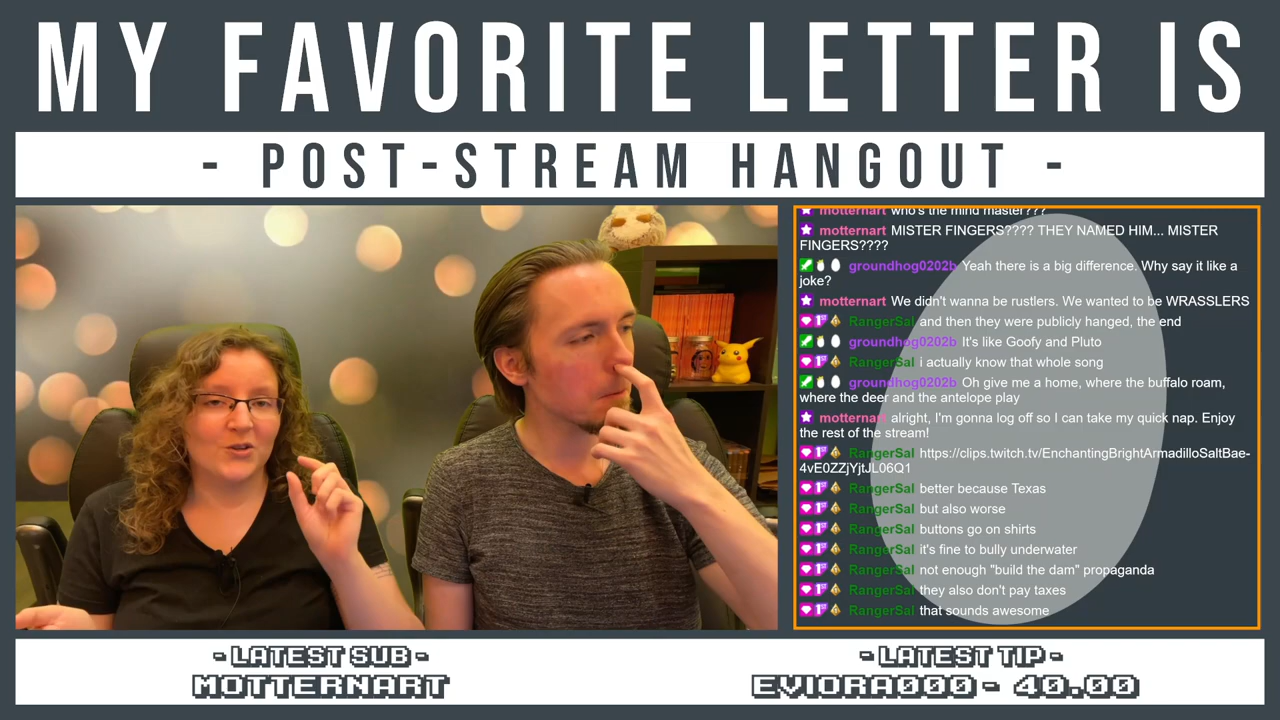 MY FAVORITE LETTER IS
- POST-STREAM HANGOUT -
motternart who's the mind master???
motternart MISTER FINGERS???? THEY NAMED HIM... MISTER
FINGERS????
groundhog0202b Yeah there is a big difference. Why say it like a
joke?
motternart We didn't wanna be rustlers. We wanted to be WRASSLERS
RangerSal and then they were publicly hanged, the end
groundhog0202b It's like Goofy and Pluto
RangerSal i actually know that whole song
groundhog0202b Oh give me a home, where the buffalo roam,
where the deer and the antelope play
motternart alright, I'm gonna log off so I can take my quick nap. Enjoy
the rest of the stream!
RangerSal https://clips.twitch.tv/EnchantingBrightArmadilloSaltBae-
4vE0ZZjYjtJL06Q1
RangerSal better because Texas
RangerSal but also worse
RangerSal buttons go on shirts
RangerSal it's fine to bully underwater
RangerSal not enough "build the dam" propaganda
RangerSal they also don't pay taxes
RangerSal that sounds awesome
- LATEST SUB -
MOTTERNART
- LATEST TIP -
EVIORA000 - 40.00